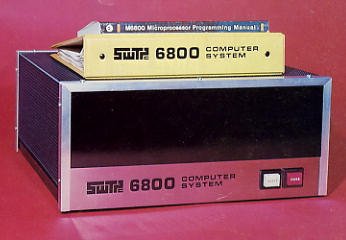 M6800 Microprocessor Programming Manual
SWTPC 6800 COMPUTER
SYSTEM
SWTPC 6800 COMPUTER
SYSTEM